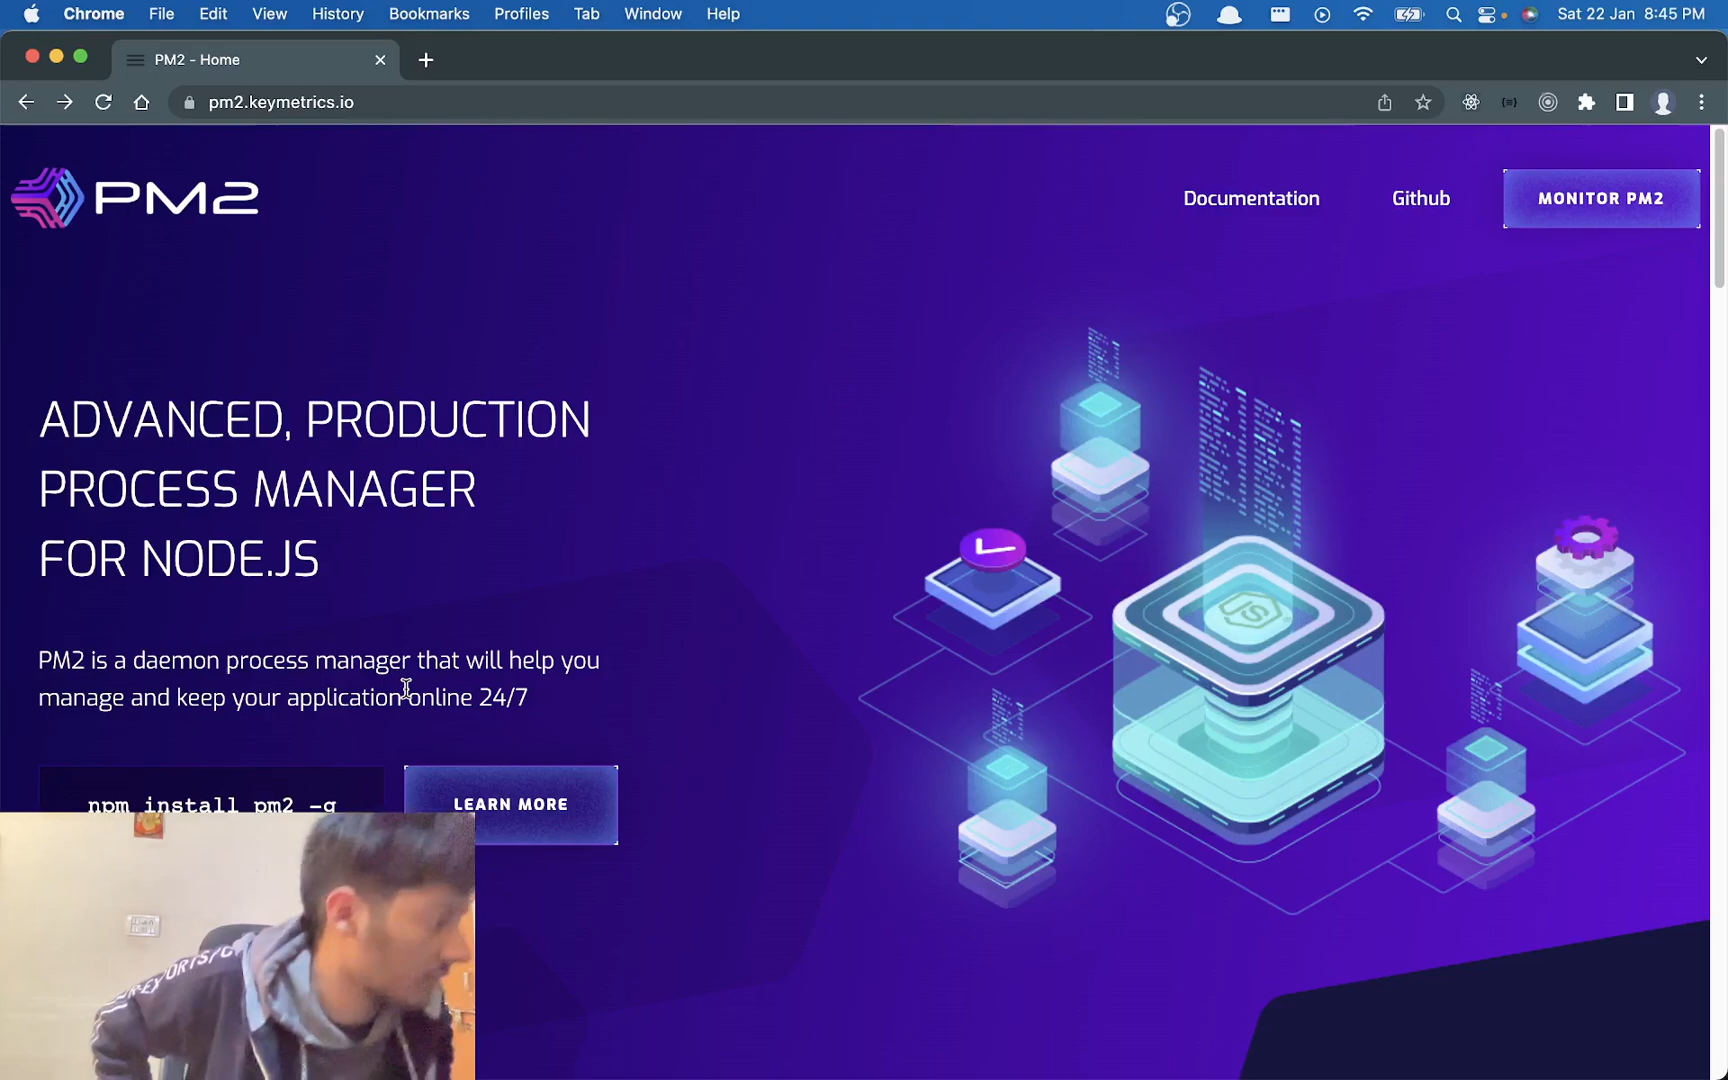 Chrome File Edit View History Bookmarks Profiles Tab Window Help Sat 22 Jan 8:45 PM
PM2 - Home
pm2.keymetrics.io
PM2 Documentation Github MONITOR PM2
ADVANCED, PRODUCTION
PROCESS MANAGER
FOR NODE.JS
PM2 is a daemon process manager that will help you
manage and keep your application online 24/7
npm install pm2 -g LEARN MORE
JS